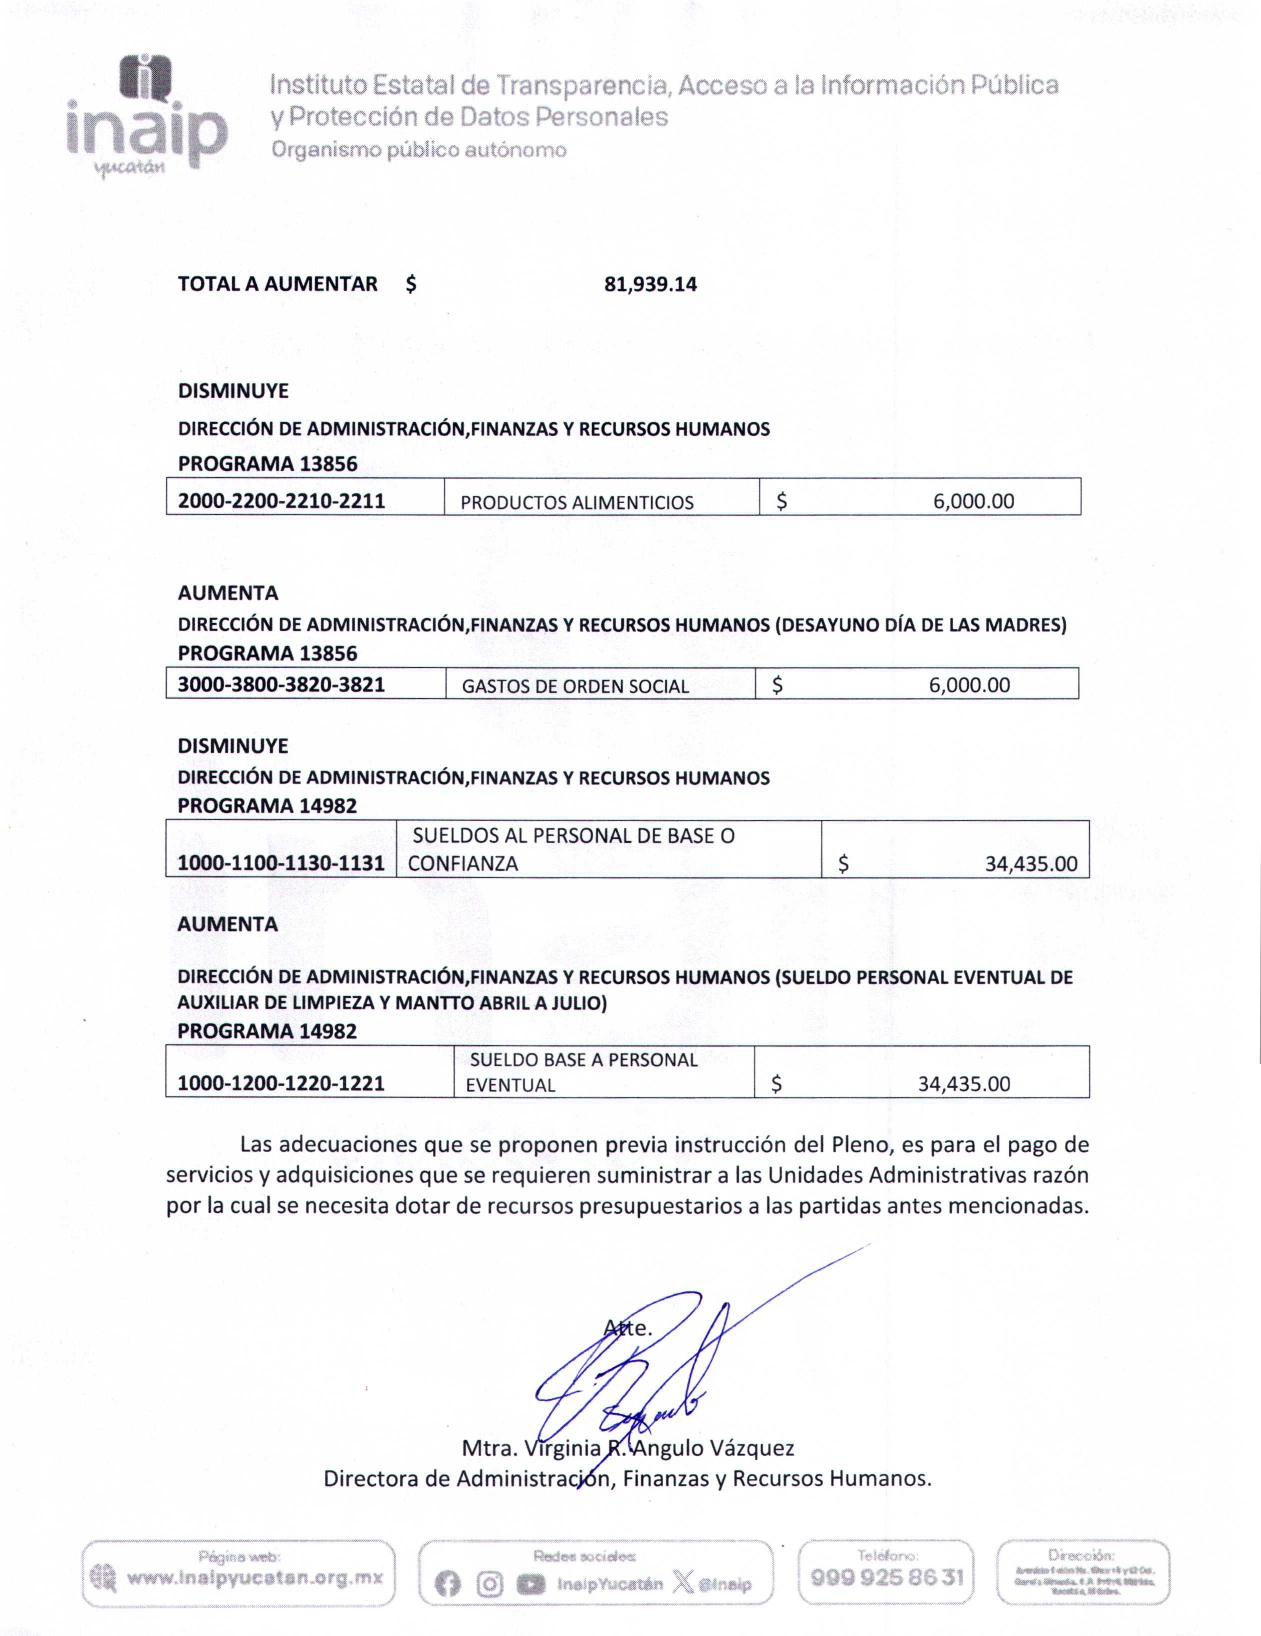 inaip
yucatán
Instituto Estatal de Transparencia, Acceso a la Información Pública
y Protección de Datos Personales
Organismo público autónomo
TOTAL A AUMENTAR $ 81,939.14
DISMINUYE
DIRECCIÓN DE ADMINISTRACIÓN,FINANZAS Y RECURSOS HUMANOS
PROGRAMA 13856
2000-2200-2210-2211 PRODUCTOS ALIMENTICIOS $ 6,000.00
AUMENTA
DIRECCIÓN DE ADMINISTRACIÓN,FINANZAS Y RECURSOS HUMANOS (DESAYUNO DÍA DE LAS MADRES)
PROGRAMA 13856
3000-3800-3820-3821 GASTOS DE ORDEN SOCIAL $ 6,000.00
DISMINUYE
DIRECCIÓN DE ADMINISTRACIÓN,FINANZAS Y RECURSOS HUMANOS
PROGRAMA 14982
SUELDOS AL PERSONAL DE BASE O
1000-1100-1130-1131 CONFIANZA $ 34,435.00
AUMENTA
DIRECCIÓN DE ADMINISTRACIÓN,FINANZAS Y RECURSOS HUMANOS (SUELDO PERSONAL EVENTUAL DE
AUXILIAR DE LIMPIEZA Y MANTTO ABRIL A JULIO)
PROGRAMA 14982
SUELDO BASE A PERSONAL
1000-1200-1220-1221 EVENTUAL $ 34,435.00
Las adecuaciones que se proponen previa instrucción del Pleno, es para el pago de
servicios y adquisiciones que se requieren suministrar a las Unidades Administrativas razón
por la cual se necesita dotar de recursos presupuestarios a las partidas antes mencionadas.
Atte.
Mtra. Virginia R. Angulo Vázquez
Directora de Administración, Finanzas y Recursos Humanos.
Página web:
www.inaipyucatan.org.mx
Redes sociales:
InaipYucatán @Inaip
Teléfono:
999 925 86 31
Dirección: